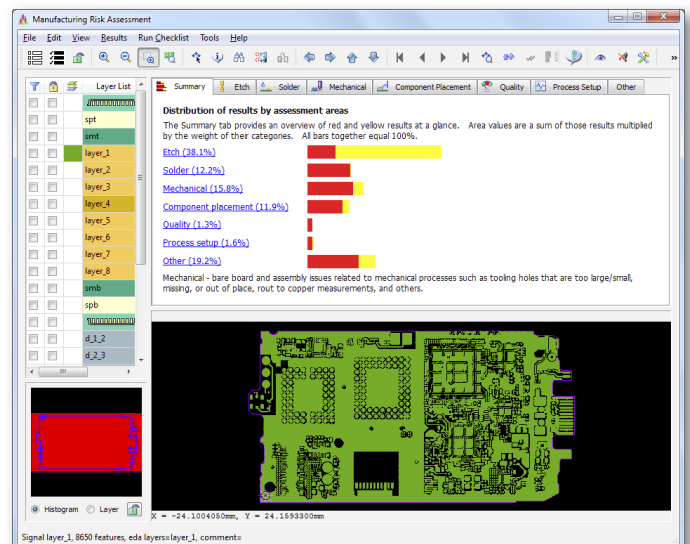 Manufacturing Risk Assessment
File Edit View Results Run Checklist Tools Help
Layer List
Summary Etch Solder Mechanical Component Placement Quality Process Setup Other
spt
smt
layer_1
layer_2
layer_3
layer_4
layer_5
layer_6
layer_7
layer_8
smb
spb
d_1_2
d_2_3
Distribution of results by assessment areas
The Summary tab provides an overview of red and yellow results at a glance. Area values are a sum of those results multiplied
by the weight of their categories. All bars together equal 100%.
Etch (38.1%)
Solder (12.2%)
Mechanical (15.8%)
Component placement (11.9%)
Quality (1.3%)
Process setup (1.6%)
Other (19.2%)
Mechanical - bare board and assembly issues related to mechanical processes such as tooling holes that are too large/small,
missing, or out of place, rout to copper measurements, and others.
Histogram Layer
X = -24.1004050mm, Y = 24.1593300mm
Signal layer_1, 8650 features, eda layers=layer_1, comment=